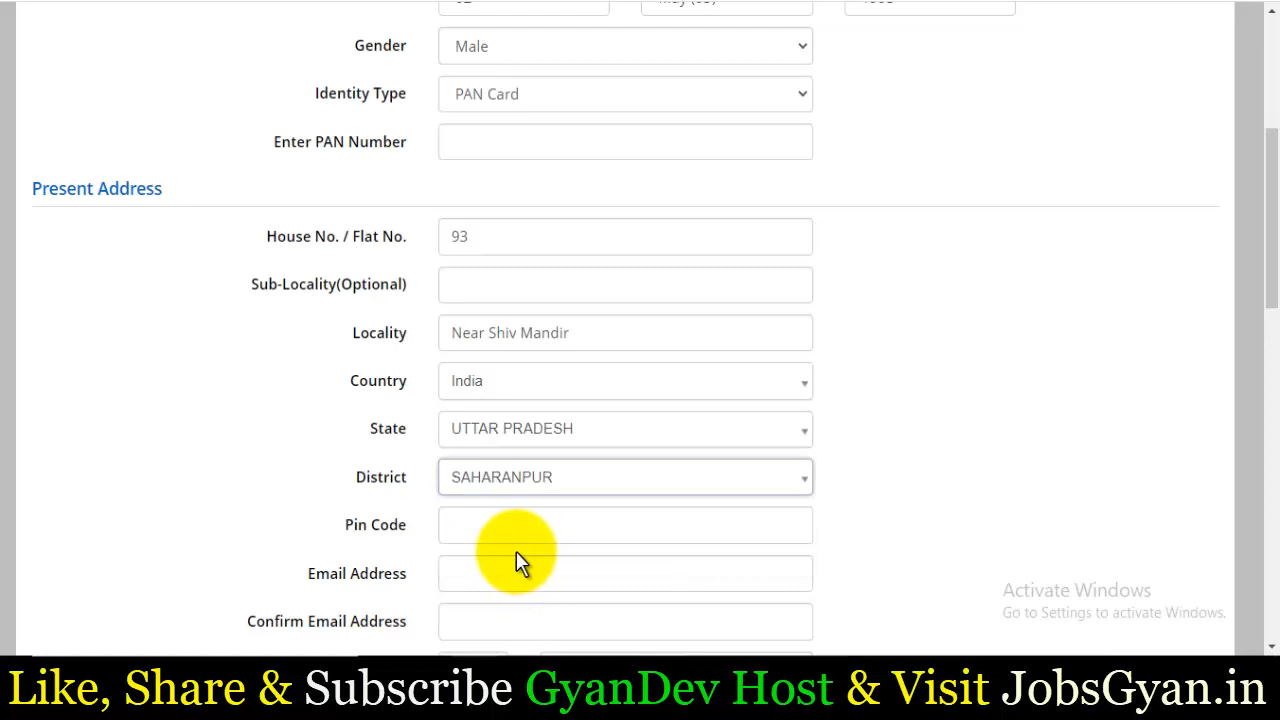 Gender Male
Identity Type PAN Card
Enter PAN Number
Present Address
House No. / Flat No. 93
Sub-Locality(Optional)
Locality Near Shiv Mandir
Country India
State UTTAR PRADESH
District SAHARANPUR
Pin Code
Email Address
Confirm Email Address
Activate Windows
Go to Settings to activate Windows.
Like, Share & Subscribe GyanDev Host & Visit JobsGyan.in